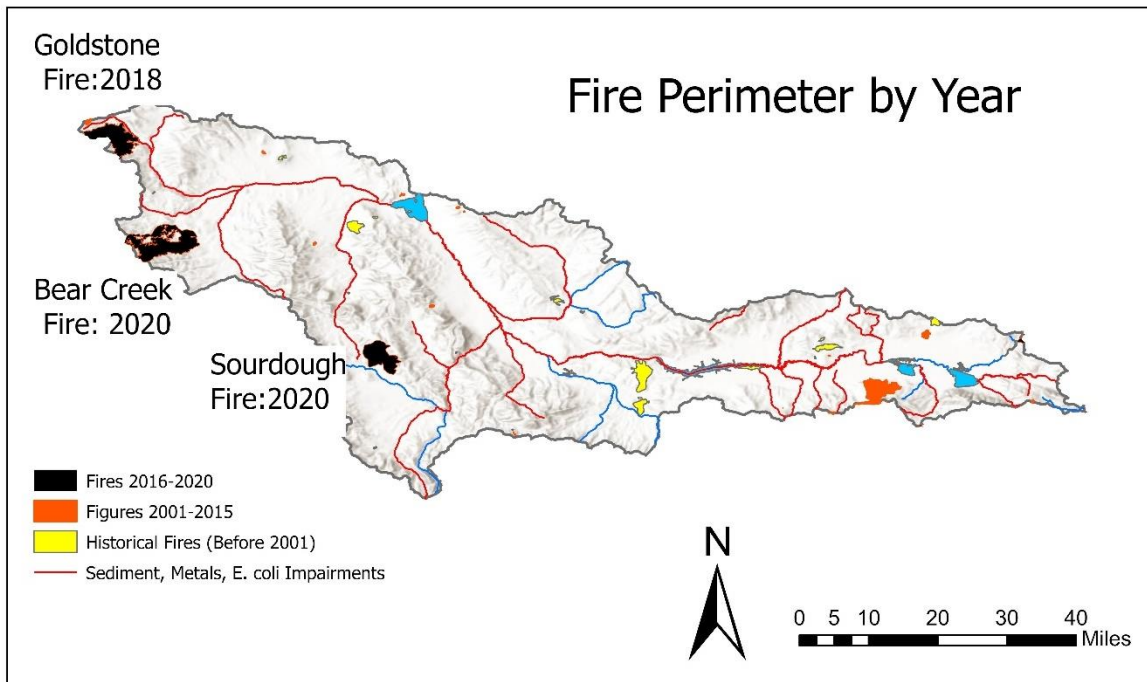 Goldstone
Fire:2018
Fire Perimeter by Year
Bear Creek
Fire: 2020
Sourdough
Fire:2020
Fires 2016-2020
Figures 2001-2015
Historical Fires (Before 2001)
Sediment, Metals, E. coli Impairments
N
0 5 10 20 30 40
Miles